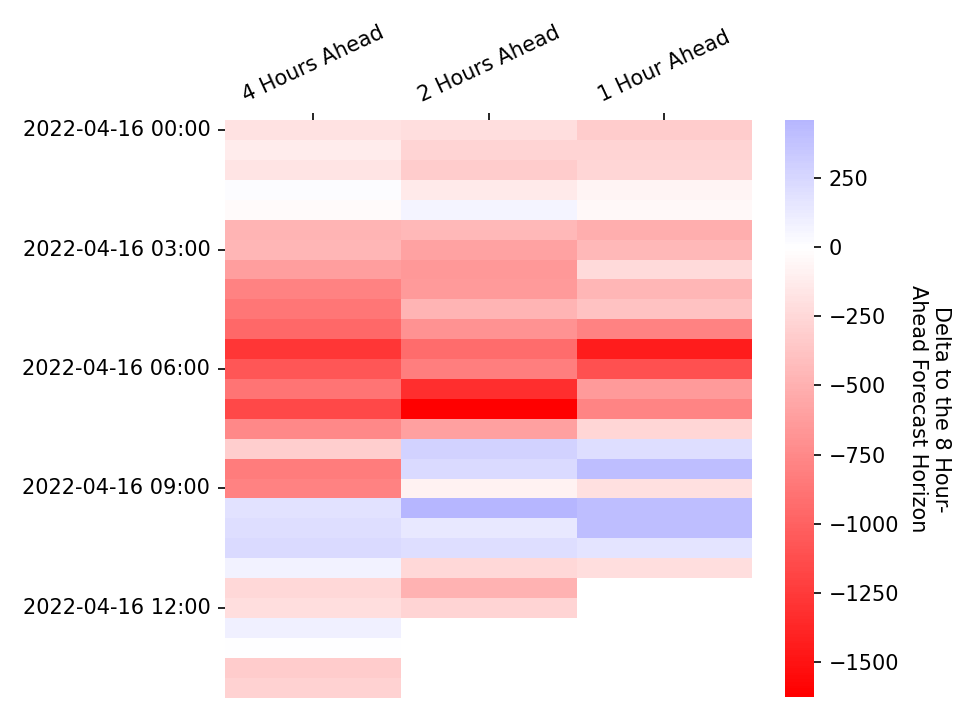 4 Hours Ahead
2 Hours Ahead
1 Hour Ahead
2022-04-16 00:00
2022-04-16 03:00
2022-04-16 06:00
2022-04-16 09:00
2022-04-16 12:00
250
0
−250
−500
−750
−1000
−1250
−1500
Delta to the 8 Hour-
Ahead Forecast Horizon